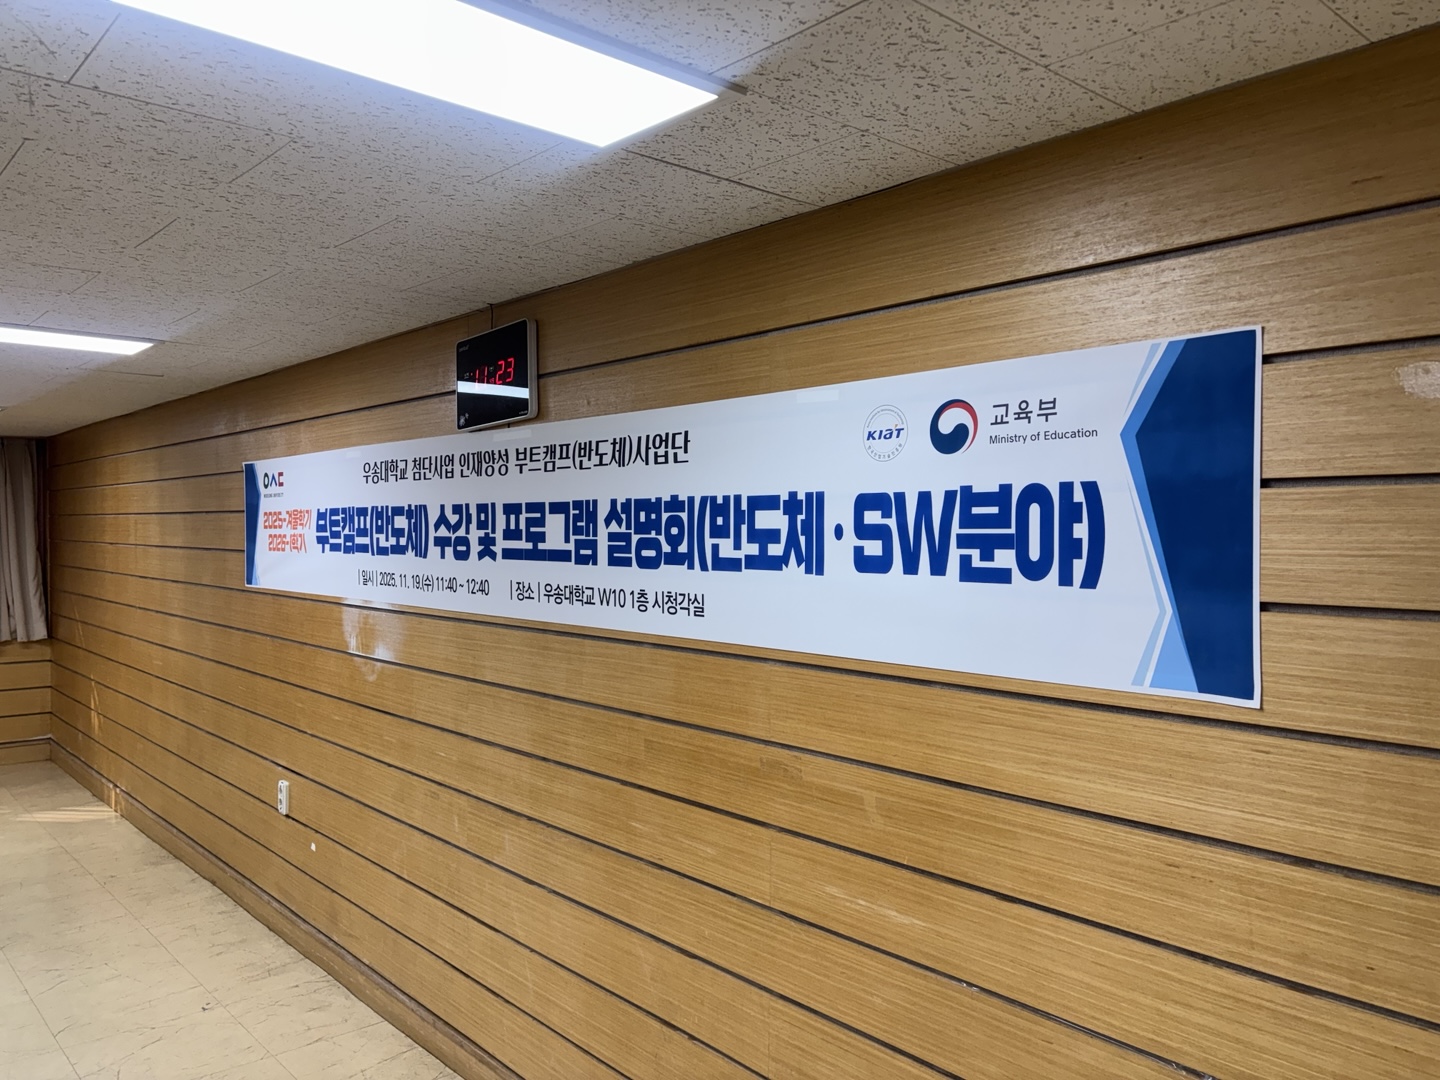 11 23
우송대학교 첨단사업 인재양성 부트캠프(반도체)사업단
KIAT
교육부
Ministry of Education
2025-겨울학기
2026-1학기
부트캠프(반도체) 수강 및 프로그램 설명회(반도체·SW분야)
| 일시 | 2025. 11. 19.(수) 11:40 ~ 12:40 | 장소 | 우송대학교 W10 1층 시청각실